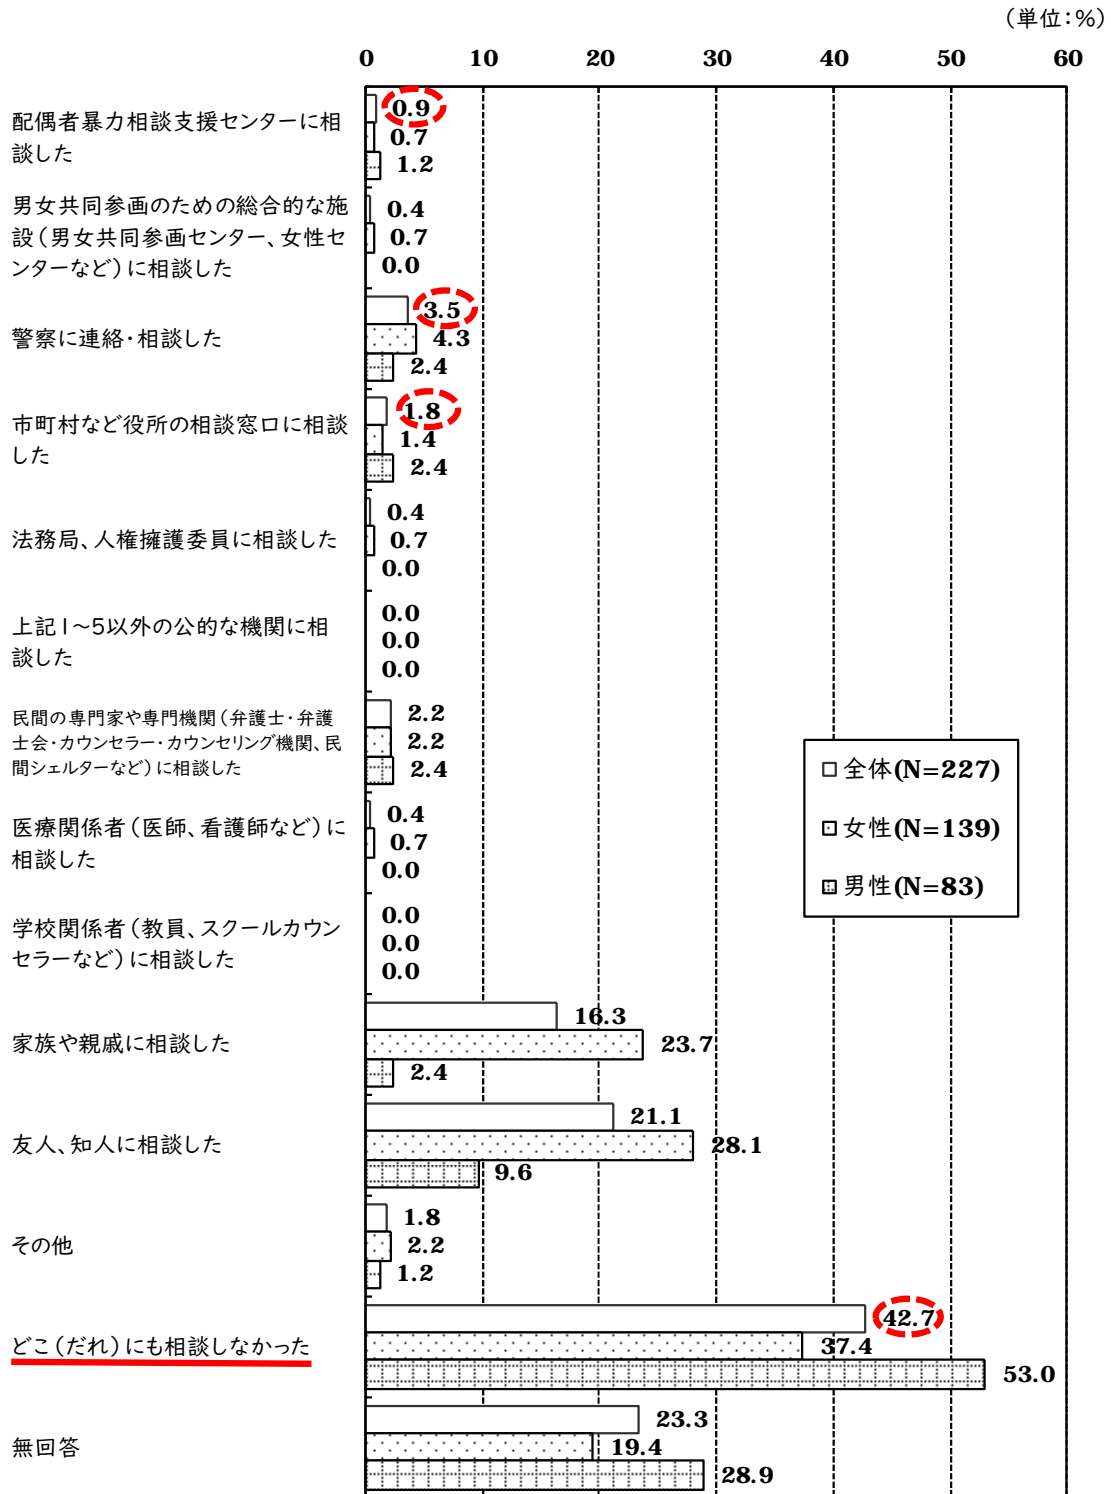 （単位：％）
0 10 20 30 40 50 60
配偶者暴力相談支援センターに相
談した
0.9
0.7
1.2
男女共同参画のための総合的な施
設（男女共同参画センター、女性セ
ンターなど）に相談した
0.4
0.7
0.0
警察に連絡・相談した
3.5
4.3
2.4
市町村など役所の相談窓口に相談
した
1.8
1.4
2.4
法務局、人権擁護委員に相談した
0.4
0.7
0.0
上記1～5以外の公的な機関に相
談した
0.0
0.0
0.0
民間の専門家や専門機関（弁護士・弁護
士会・カウンセラー・カウンセリング機関、民
間シェルターなど）に相談した
2.2
2.2
2.4
医療関係者（医師、看護師など）に
相談した
0.4
0.7
0.0
学校関係者（教員、スクールカウン
セラーなど）に相談した
0.0
0.0
0.0
家族や親戚に相談した
16.3
23.7
2.4
友人、知人に相談した
21.1
28.1
9.6
その他
1.8
2.2
1.2
どこ（だれ）にも相談しなかった
42.7
37.4
53.0
無回答
23.3
19.4
28.9
全体(N=227)
女性(N=139)
男性(N=83)